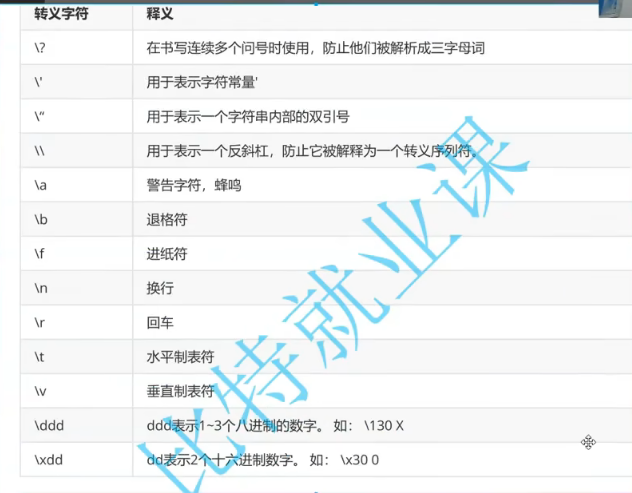 转义字符 释义
\? 在书写连续多个问号时使用，防止他们被解析成三字母词
\' 用于表示字符常量'
\“ 用于表示一个字符串内部的双引号
\\ 用于表示一个反斜杠，防止它被解释为一个转义序列符。
\a 警告字符，蜂鸣
\b 退格符
\f 进纸符
\n 换行
\r 回车
\t 水平制表符
\v 垂直制表符
\ddd ddd表示1~3个八进制的数字。 如： \130 X
\xdd dd表示2个十六进制数字。 如： \x30 0
比特就业课